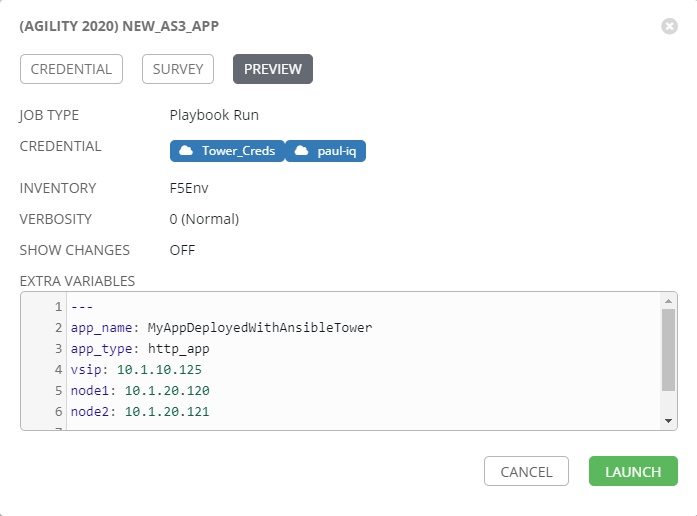 (AGILITY 2020) NEW_AS3_APP
CREDENTIAL SURVEY PREVIEW
JOB TYPE Playbook Run
CREDENTIAL Tower_Creds paul-iq
INVENTORY F5Env
VERBOSITY 0 (Normal)
SHOW CHANGES OFF
EXTRA VARIABLES
1 ---
2 app_name: MyAppDeployedWithAnsibleTower
3 app_type: http_app
4 vsip: 10.1.10.125
5 node1: 10.1.20.120
6 node2: 10.1.20.121
CANCEL LAUNCH